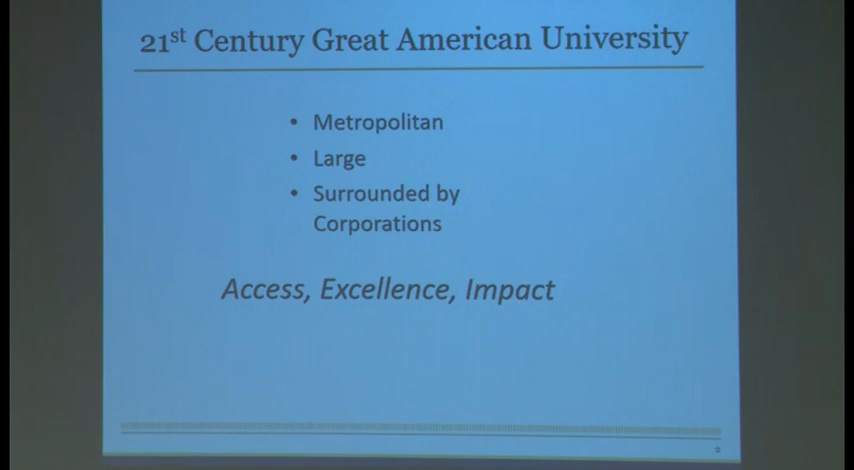 21st Century Great American University
• Metropolitan
• Large
• Surrounded by
Corporations
Access, Excellence, Impact